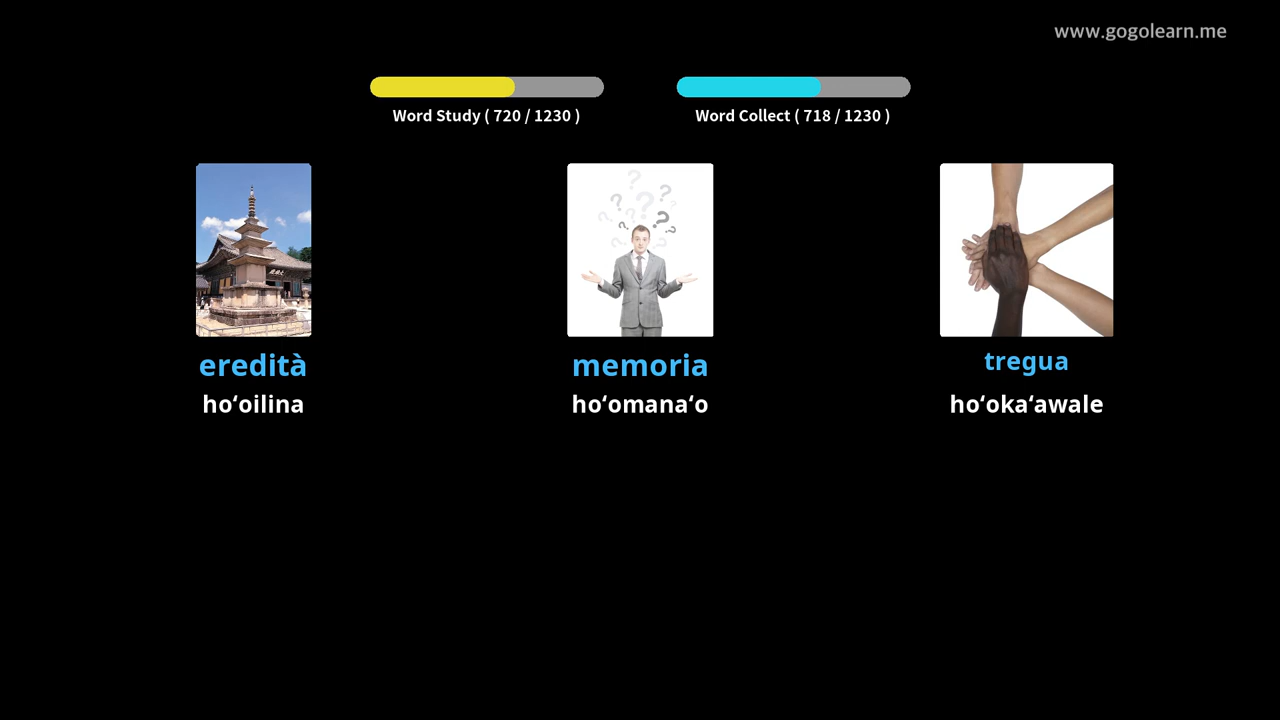 www.gogolearn.me
Word Study ( 720 / 1230 )
Word Collect ( 718 / 1230 )
eredità
memoria
tregua
hoʻoilina
hoʻomanaʻo
hoʻokaʻawale